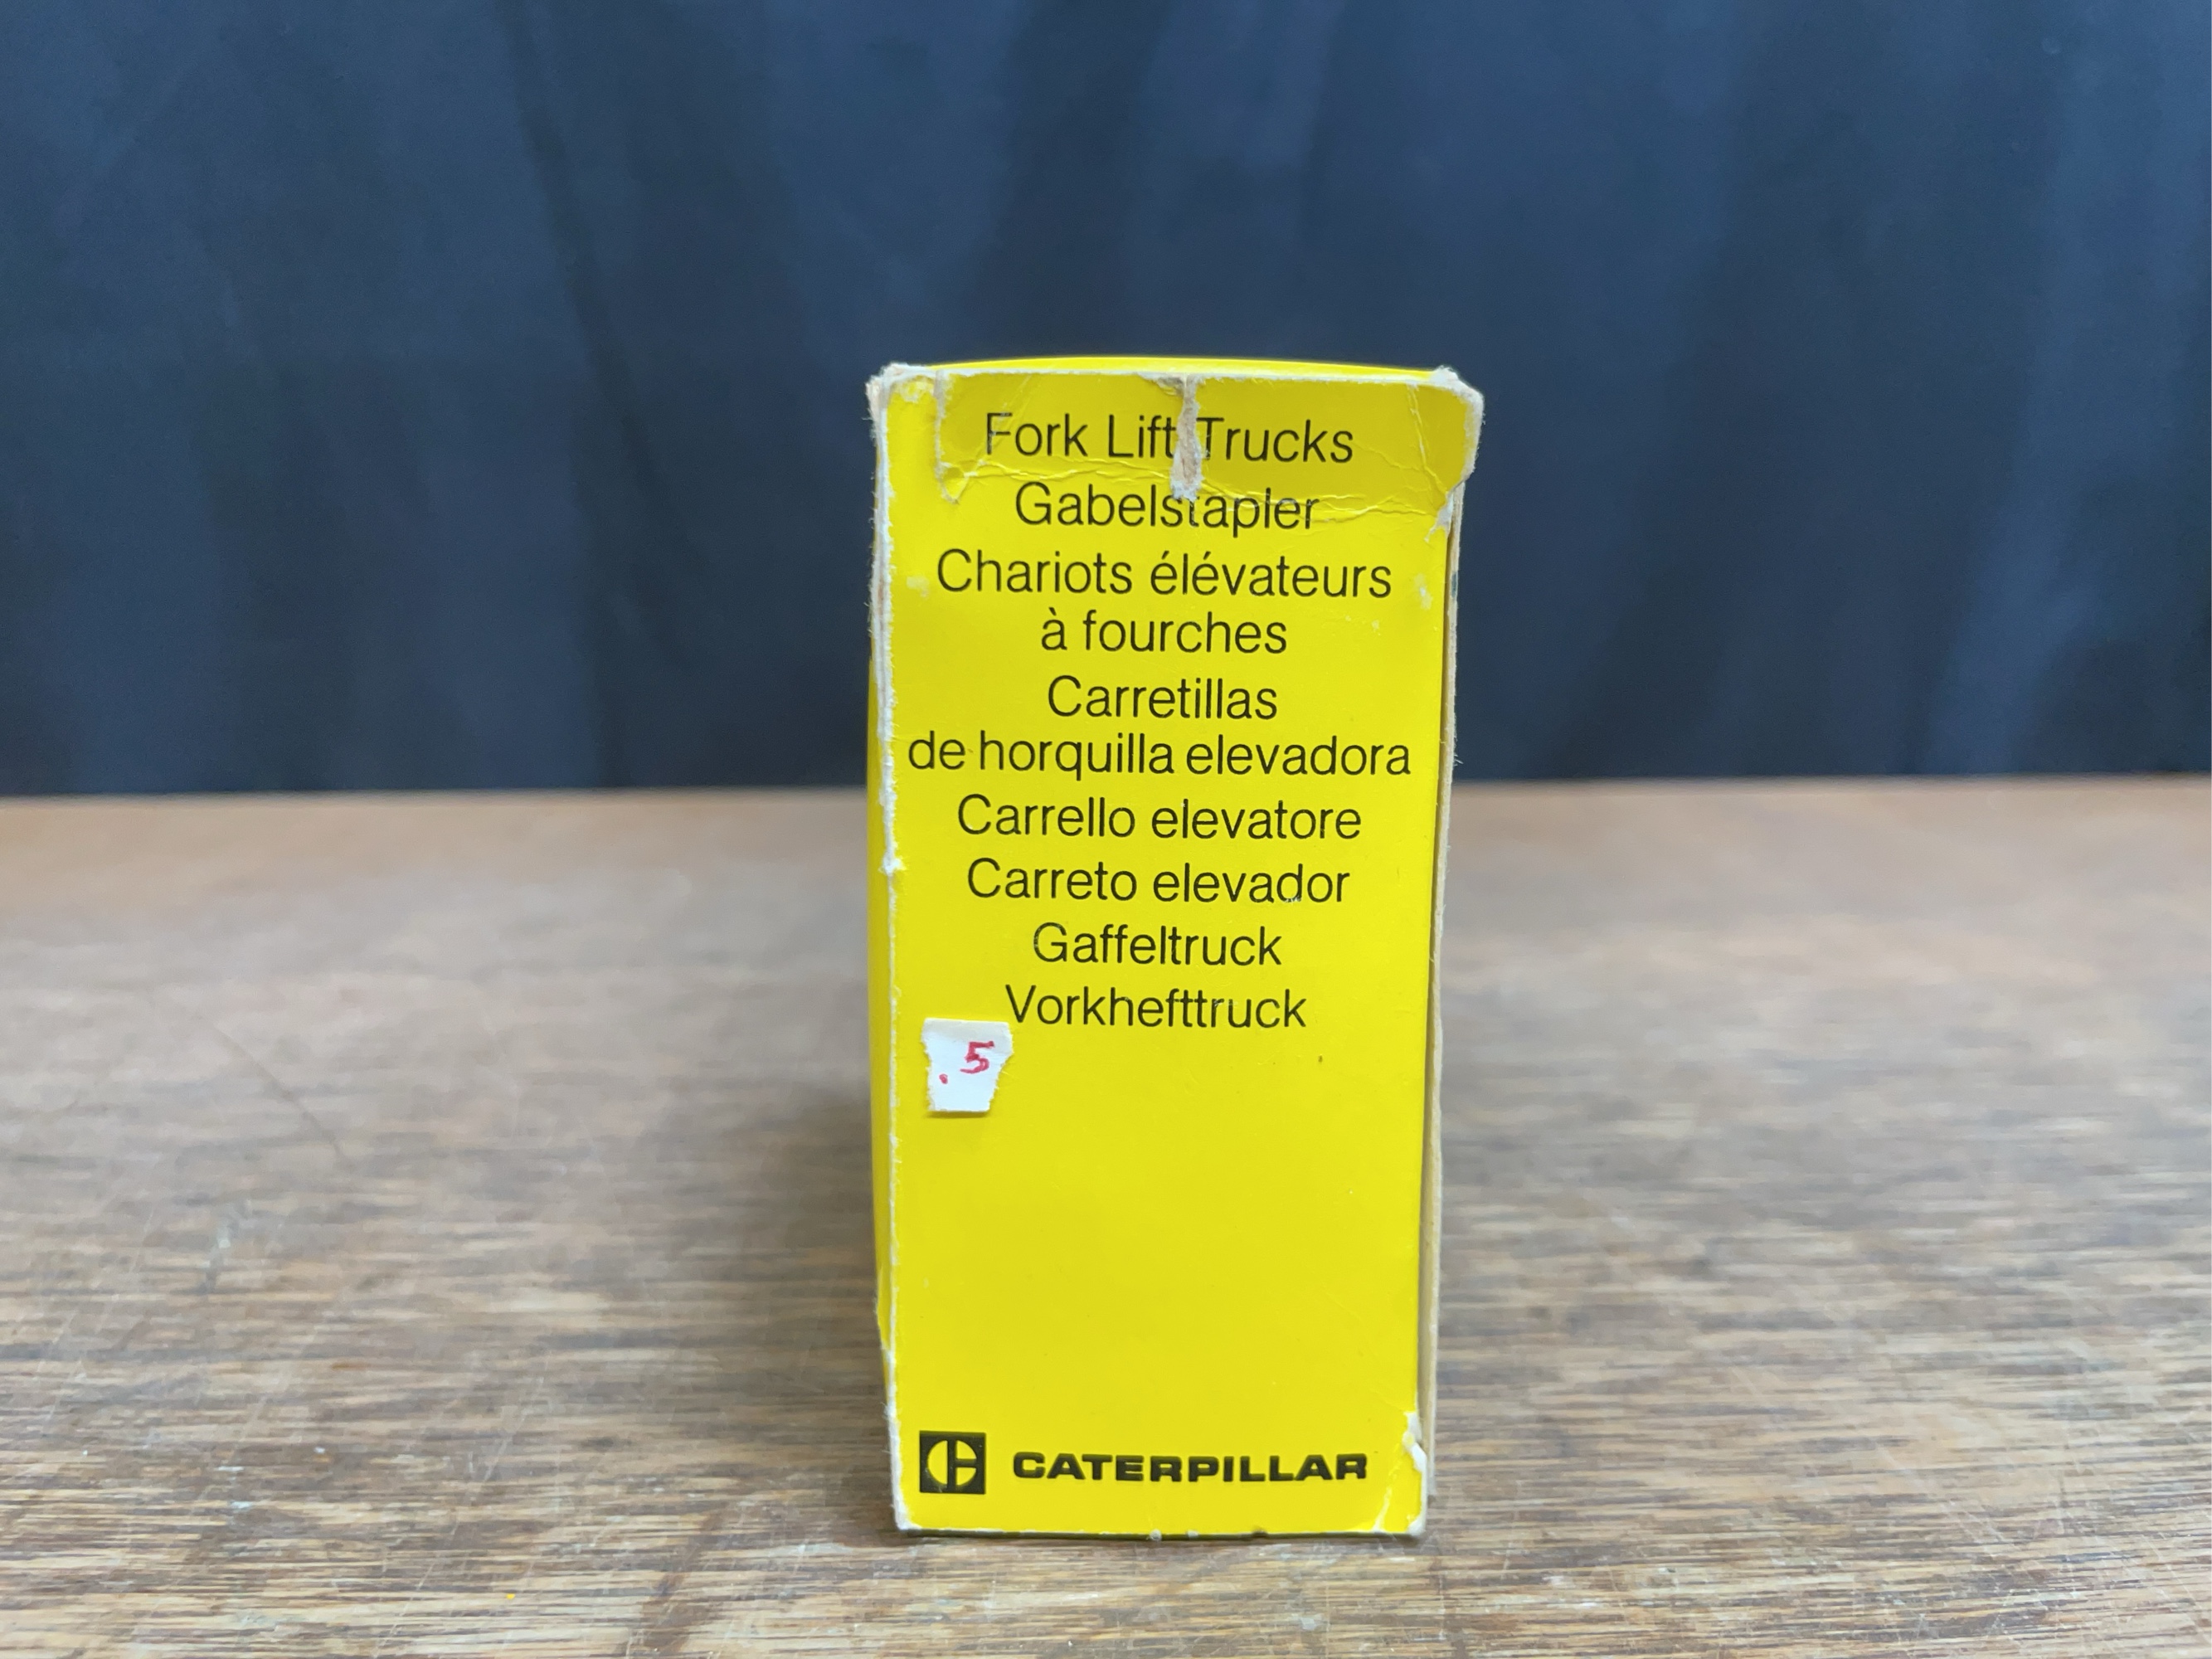 Fork Lift Trucks
Gabelstapler
Chariots élévateurs
à fourches
Carretillas
de horquilla elevadora
Carrello elevatore
Carreto elevador
Gaffeltruck
Vorkhefttruck
.5
CATERPILLAR